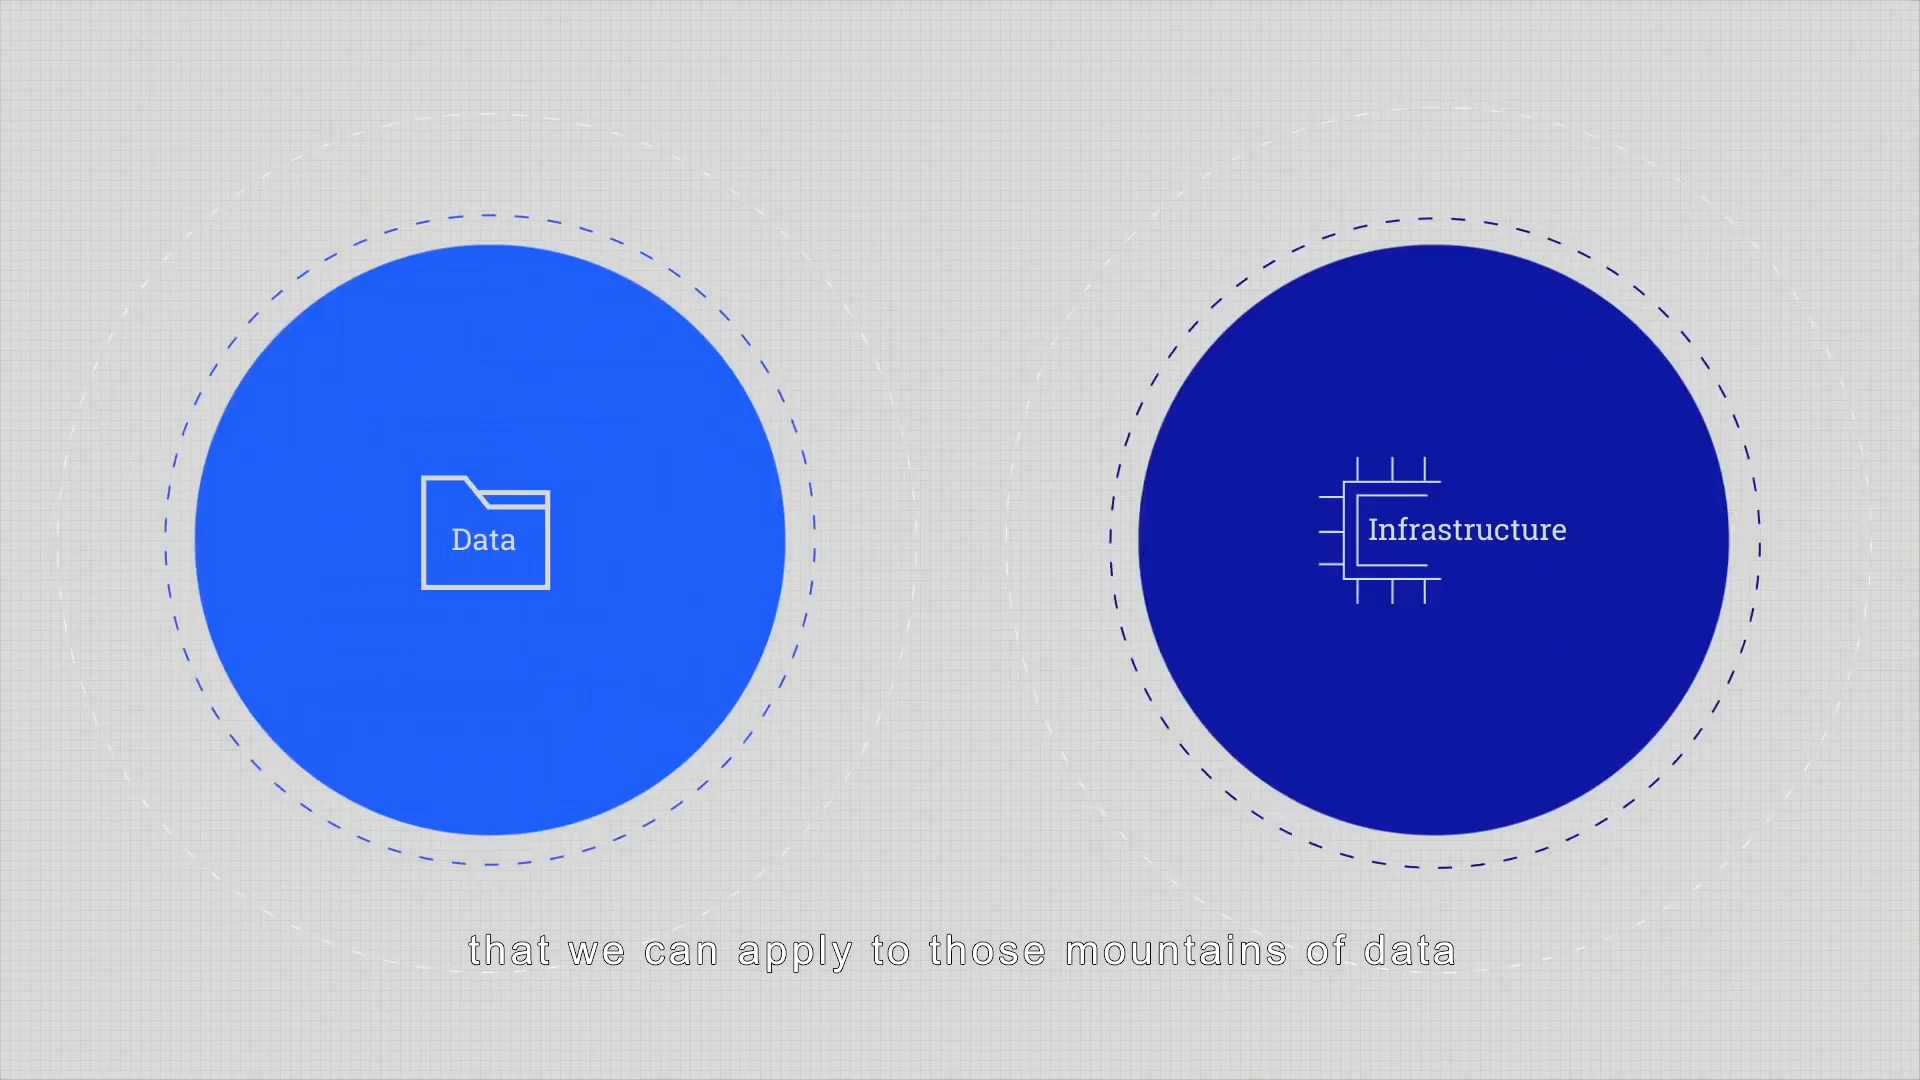 Data
Infrastructure
that we can apply to those mountains of data